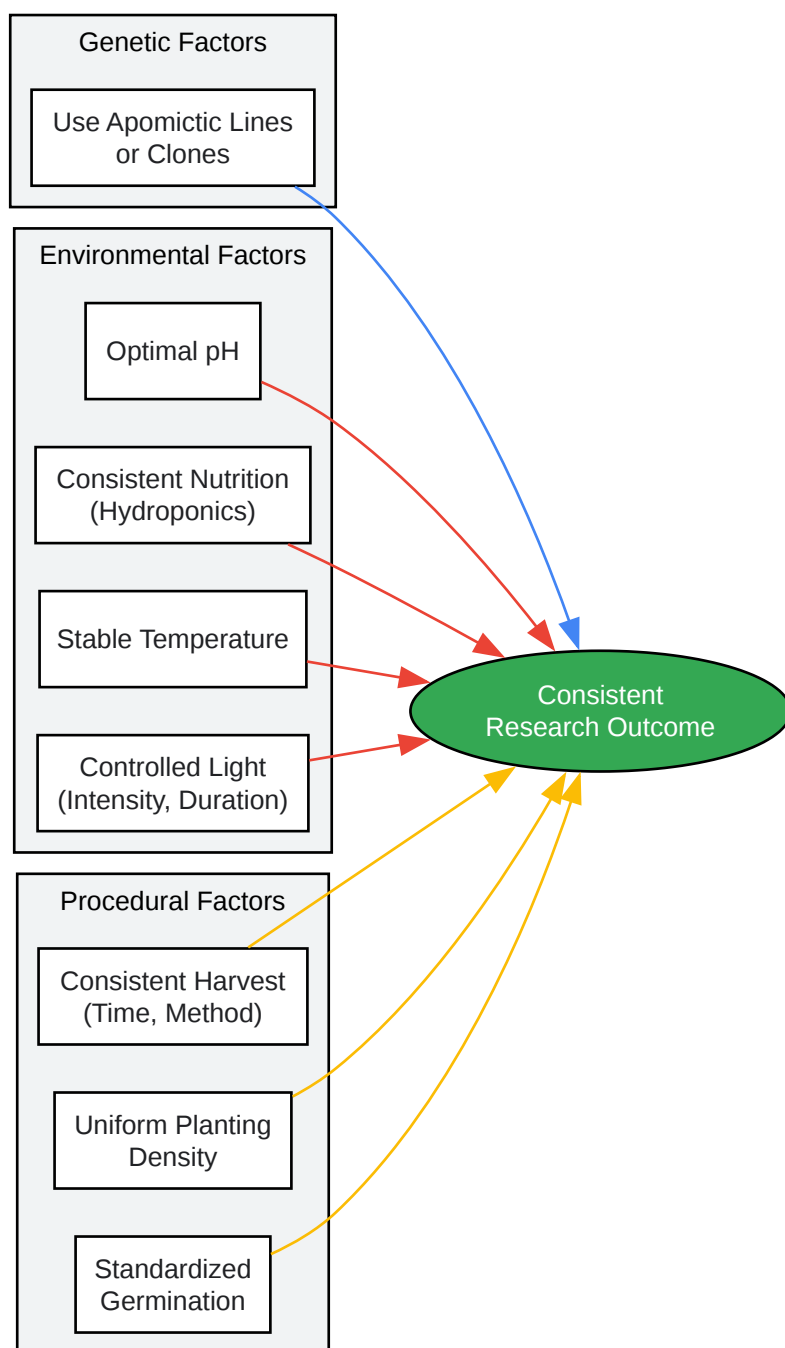 Genetic Factors
Use Apomictic Lines
or Clones
Environmental Factors
Optimal pH
Consistent Nutrition
(Hydroponics)
Stable Temperature
Controlled Light
(Intensity, Duration)
Consistent
Research Outcome
Procedural Factors
Consistent Harvest
(Time, Method)
Uniform Planting
Density
Standardized
Germination